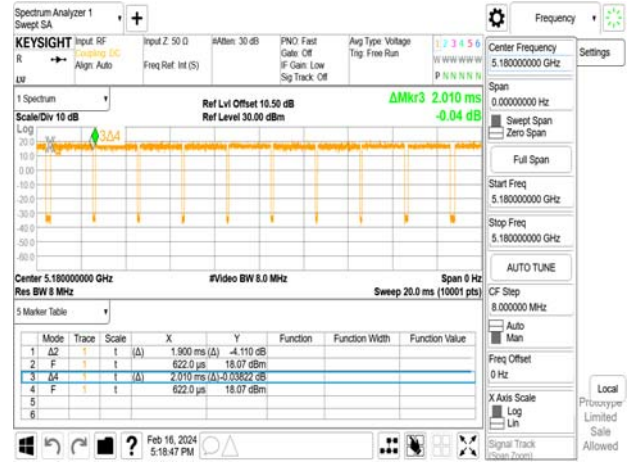 Spectrum Analyzer 1
Swept SA
Frequency
KEYSIGHT Input: RF Input Z: 50 Ω #Atten: 30 dB PNO: Fast Avg Type: Voltage 1 2 3 4 5 6
R Coupling: DC Gate: Off Trig: Free Run
Align: Auto Freq Ref: Int (S) IF Gain: Low W W W W W W
Sig Track: Off P N N N N N
LXI
1 Spectrum Ref Lvl Offset 10.50 dB ΔMkr3 2.010 ms
Scale/Div 10 dB Ref Level 30.00 dBm -0.04 dB
Log
3Δ4
20.0
10.0
0.00
-10.0
-20.0
-30.0
-40.0
-50.0
-60.0
Center 5.180000000 GHz #Video BW 8.0 MHz Span 0 Hz
Res BW 8 MHz Sweep 20.0 ms (10001 pts)
5 Marker Table
Mode Trace Scale X Y Function Function Width Function Value
1 Δ2 1 t (Δ) 1.900 ms (Δ) -4.110 dB
2 F 1 t 622.0 µs 18.07 dBm
3 Δ4 1 t (Δ) 2.010 ms (Δ) -0.03822 dB
4 F 1 t 622.0 µs 18.07 dBm
5
6
?
Feb 16, 2024
5:18:47 PM
Center Frequency
5.180000000 GHz
Settings
Span
0.00000000 Hz
Swept Span
Zero Span
Full Span
Start Freq
5.180000000 GHz
Stop Freq
5.180000000 GHz
AUTO TUNE
CF Step
8.000000 MHz
Auto
Man
Freq Offset
0 Hz
X Axis Scale
Log
Lin
Signal Track
(Span Zoom)
Local
Prototype
Limited
Sale
Allowed